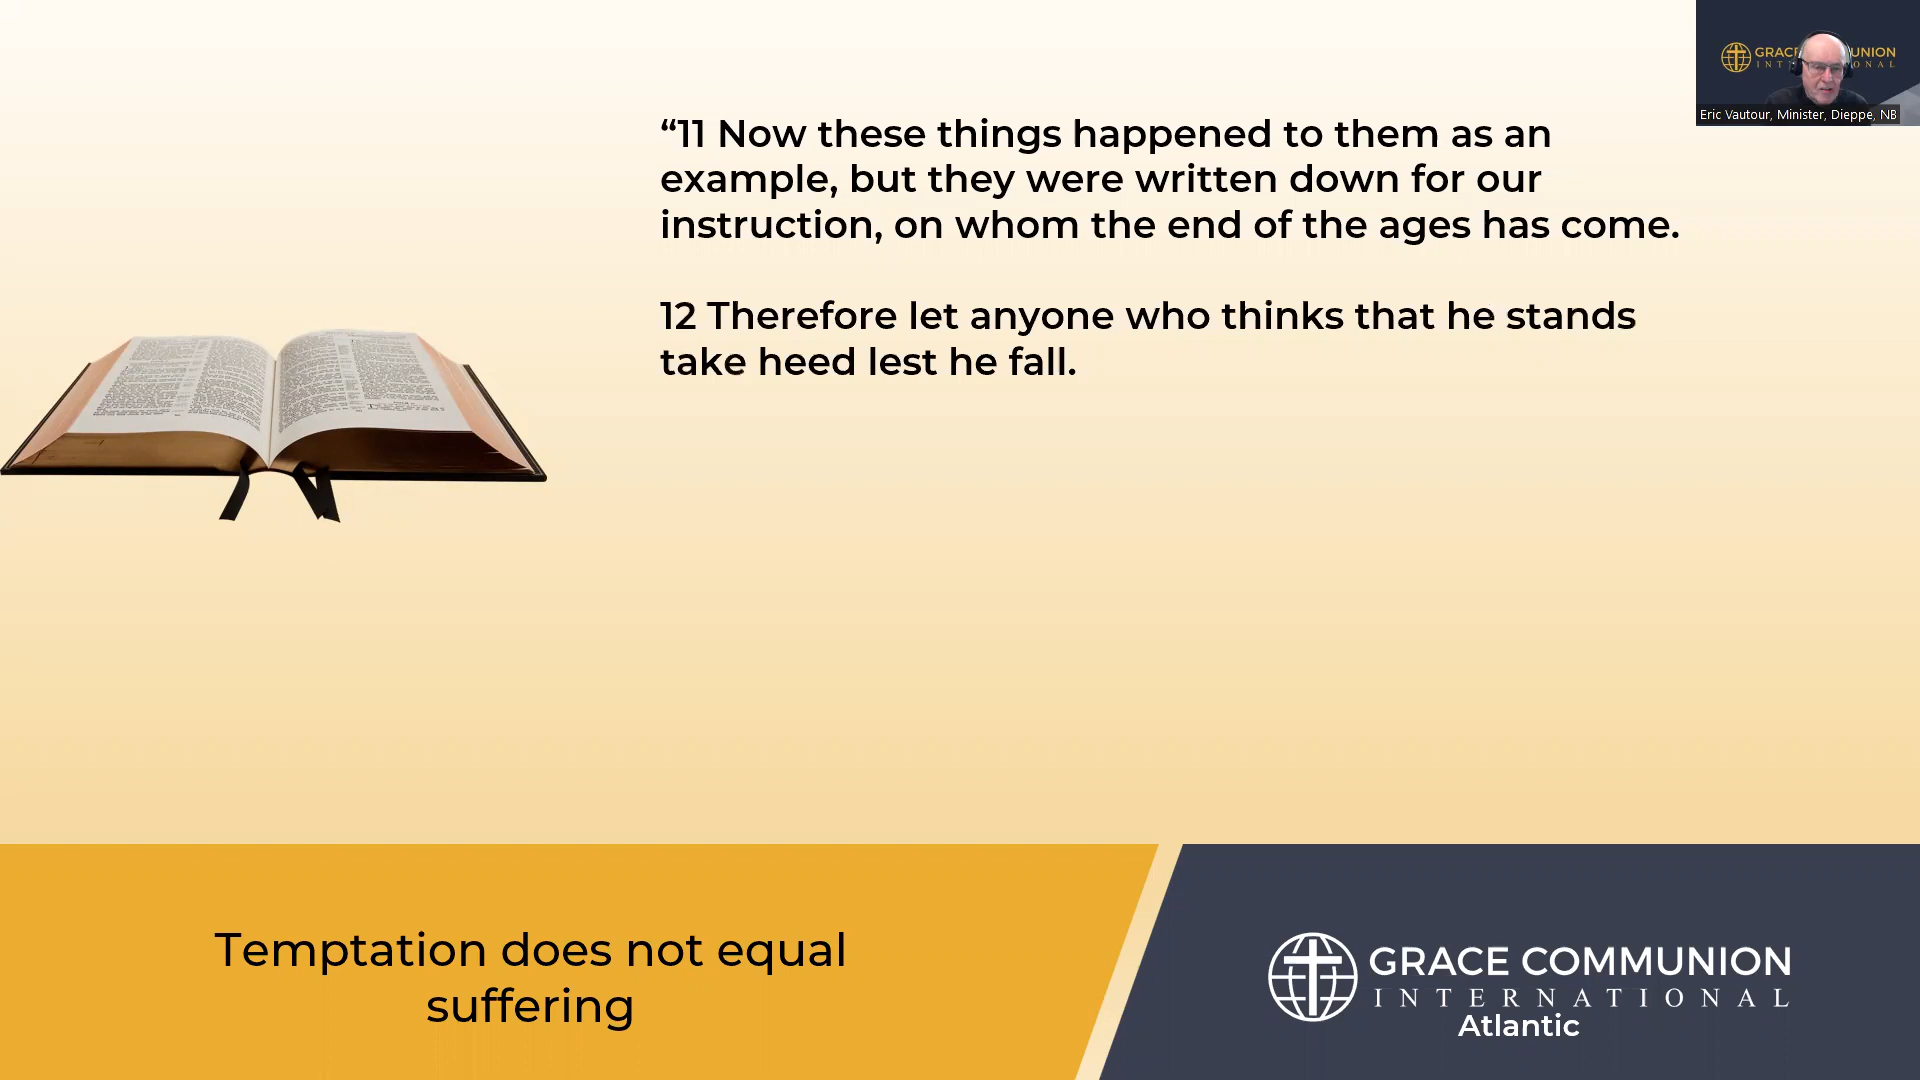 “11 Now these things happened to them as an
example, but they were written down for our
instruction, on whom the end of the ages has come.
12 Therefore let anyone who thinks that he stands
take heed lest he fall.
Eric Vautour, Minister, Dieppe, NB
Temptation does not equal
suffering
GRACE COMMUNION
INTERNATIONAL
Atlantic